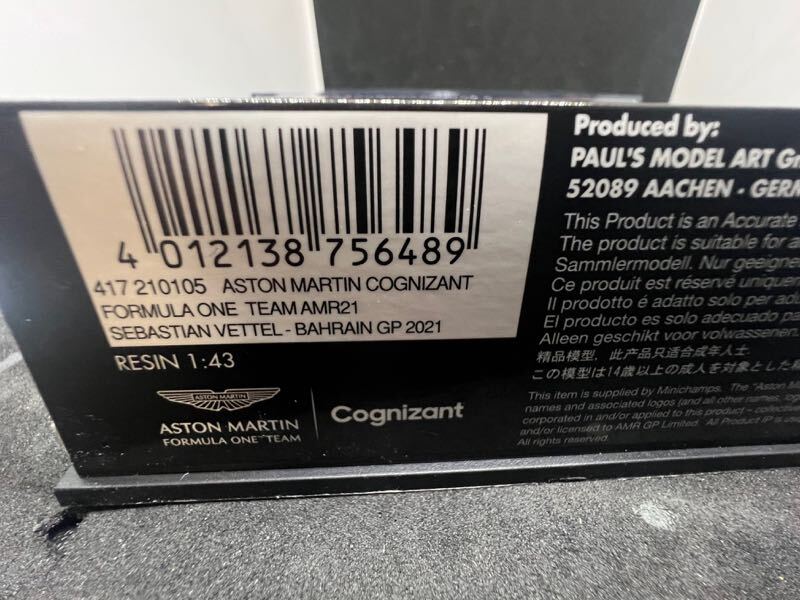 4 012138 756489
417 210105 ASTON MARTIN COGNIZANT
FORMULA ONE TEAM AMR21
SEBASTIAN VETTEL - BAHRAIN GP 2021
RESIN 1:43
ASTON MARTIN
ASTON MARTIN
FORMULA ONE™ TEAM
Cognizant
Produced by:
PAUL'S MODEL ART
52089 AACHEN -
This Product is an Accurate
The product is suitable for
Sammlermodell. Nur
Ce produit est réservé
Il prodotto é adatto solo per
El producto es solo adecuado
Alleen geschikt voor volwassenen.
精品模型，此产品只适合成年人士
この模型は14歳以上の成人を対象とした
This item is supplied by Minichamps. The
names and associated logos (and all other names,
corporated in and/or applied to this product –
and/or licensed to AMR GP Limited. All Product IP is
All rights reserved.